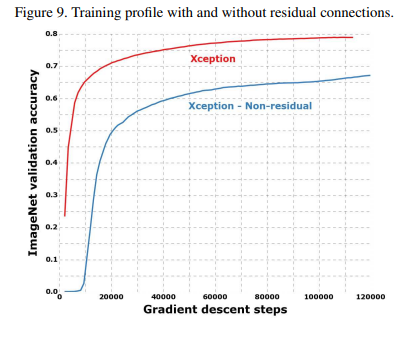 Figure 9. Training profile with and without residual connections.
0.8
Xception
0.7
Xception - Non-residual
0.6
0.5
0.4
0.3
0.2
0.1
0.0
ImageNet validation accuracy
0 20000 40000 60000 80000 100000 120000
Gradient descent steps